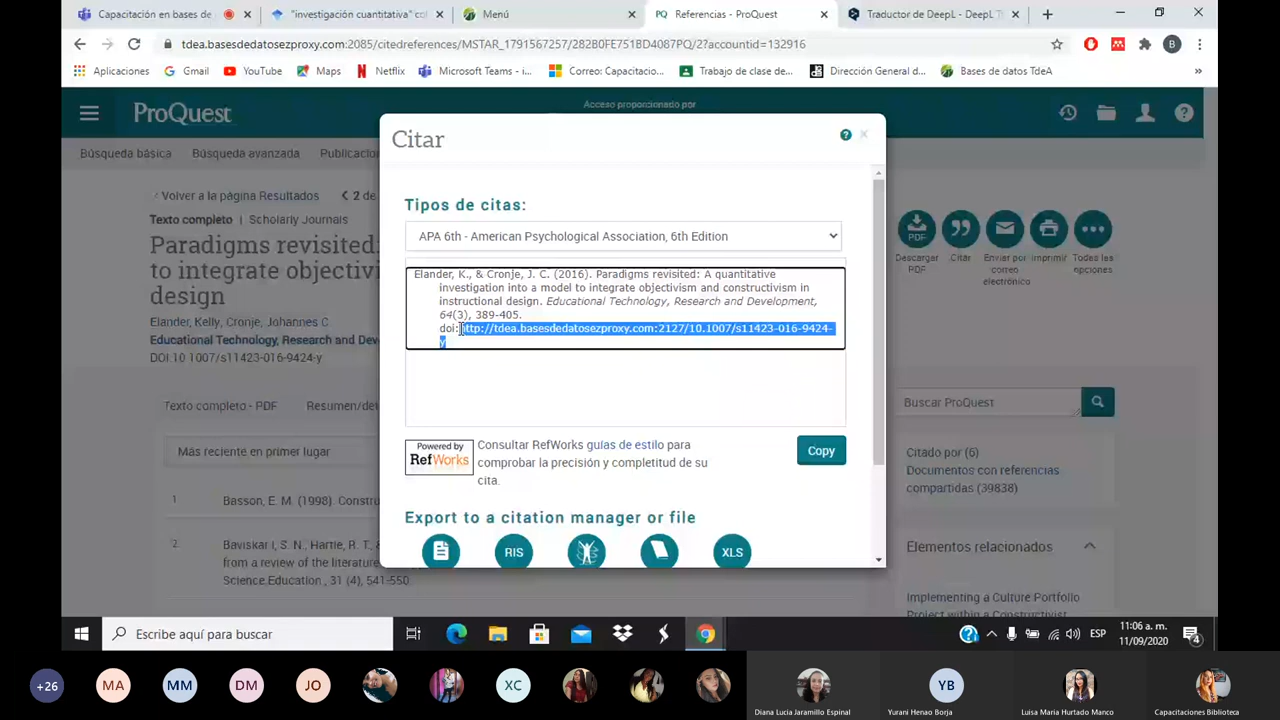 Capacitación en bases de
"investigación cuantitativa" co
Menú
PQ Referencias - ProQuest
Traductor de DeepL - DeepL T
tdea.basesdedatosezproxy.com:2085/citedreferences/MSTAR_1791567257/282B0FE751BD4087PQ/2?accountid=132916
B
Aplicaciones
Gmail
YouTube
Maps
Netflix
Microsoft Teams - i...
Correo: Capacitacio...
Trabajo de clase de...
Dirección General d...
Bases de datos TdeA
»
Acceso proporcionado por
ProQuest
Búsqueda básica
Búsqueda avanzada
Publicacion
Volver a la página Resultados
2 de
Texto completo | Scholarly Journals
Paradigms revisited:
to integrate objectivi
design
Elander, Kelly, Cronje, Johannes C
Educational Technology, Research and De
DOI:10.1007/s11423-016-9424-y
Texto completo - PDF
Resumen/de
Más reciente en primer lugar
1 Basson, E. M. (1998). Constru
2. Baviskar I, S. N., Hartle, R. T., &
from a review of the literature
Science.Education , 31 (4), 541-550
Citar
Tipos de citas:
APA 6th - American Psychological Association, 6th Edition
Elander, K., & Cronje, J. C. (2016). Paradigms revisited: A quantitative
investigation into a model to integrate objectivism and constructivism in
instructional design. Educational Technology, Research and Development,
64(3), 389-405.
doi:http://tdea.basesdedatosezproxy.com:2127/10.1007/s11423-016-9424-
y
Powered by
RefWorks
Consultar RefWorks guías de estilo para
comprobar la precisión y completitud de su
cita.
Copy
Export to a citation manager or file
RIS
XLS
PDF
Descargar
PDF
Citar
Enviar por
correo
electrónico
Imprimir
Todas las
opciones
Buscar ProQuest
Citado por (6)
Documentos con referencias
compartidas (39838)
Elementos relacionados
Implementing a Culture Portfolio
Project within a Constructivist
Escribe aquí para buscar
ESP
11:06 a. m.
11/09/2020
4
+26
MA
MM
DM
JO
XC
YB
Diana Lucia Jaramillo Espinal
Yurani Henao Borja
Luisa Maria Hurtado Manco
Capacitaciones Biblioteca